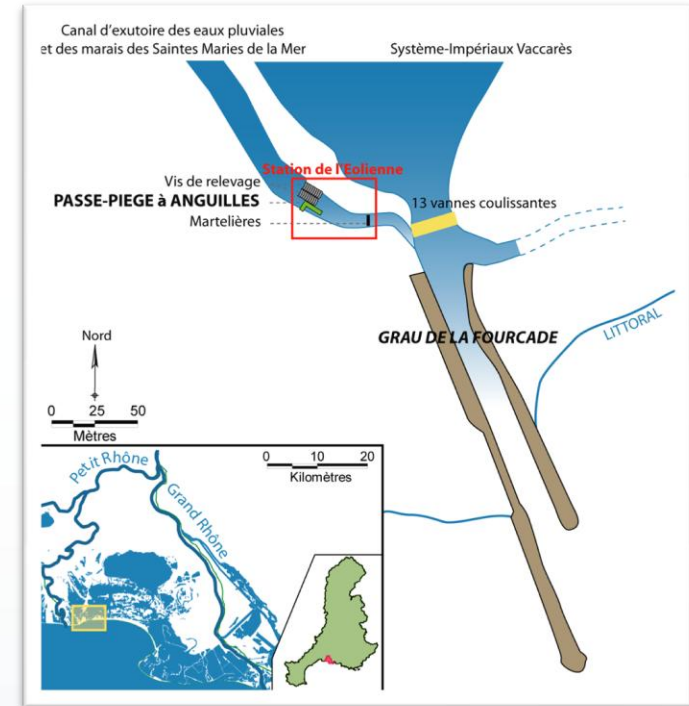 Canal d'exutoire des eaux pluviales
et des marais des Saintes Maries de la Mer
Système-Impériaux Vaccarès
Station de l'Eolienne
Vis de relevage
PASSE-PIEGE à ANGUILLES
Martelières
13 vannes coulissantes
GRAU DE LA FOURCADE
LITTORAL
Nord
0 25 50
Mètres
0 10 20
Kilomètres
Petit Rhône
Grand Rhône